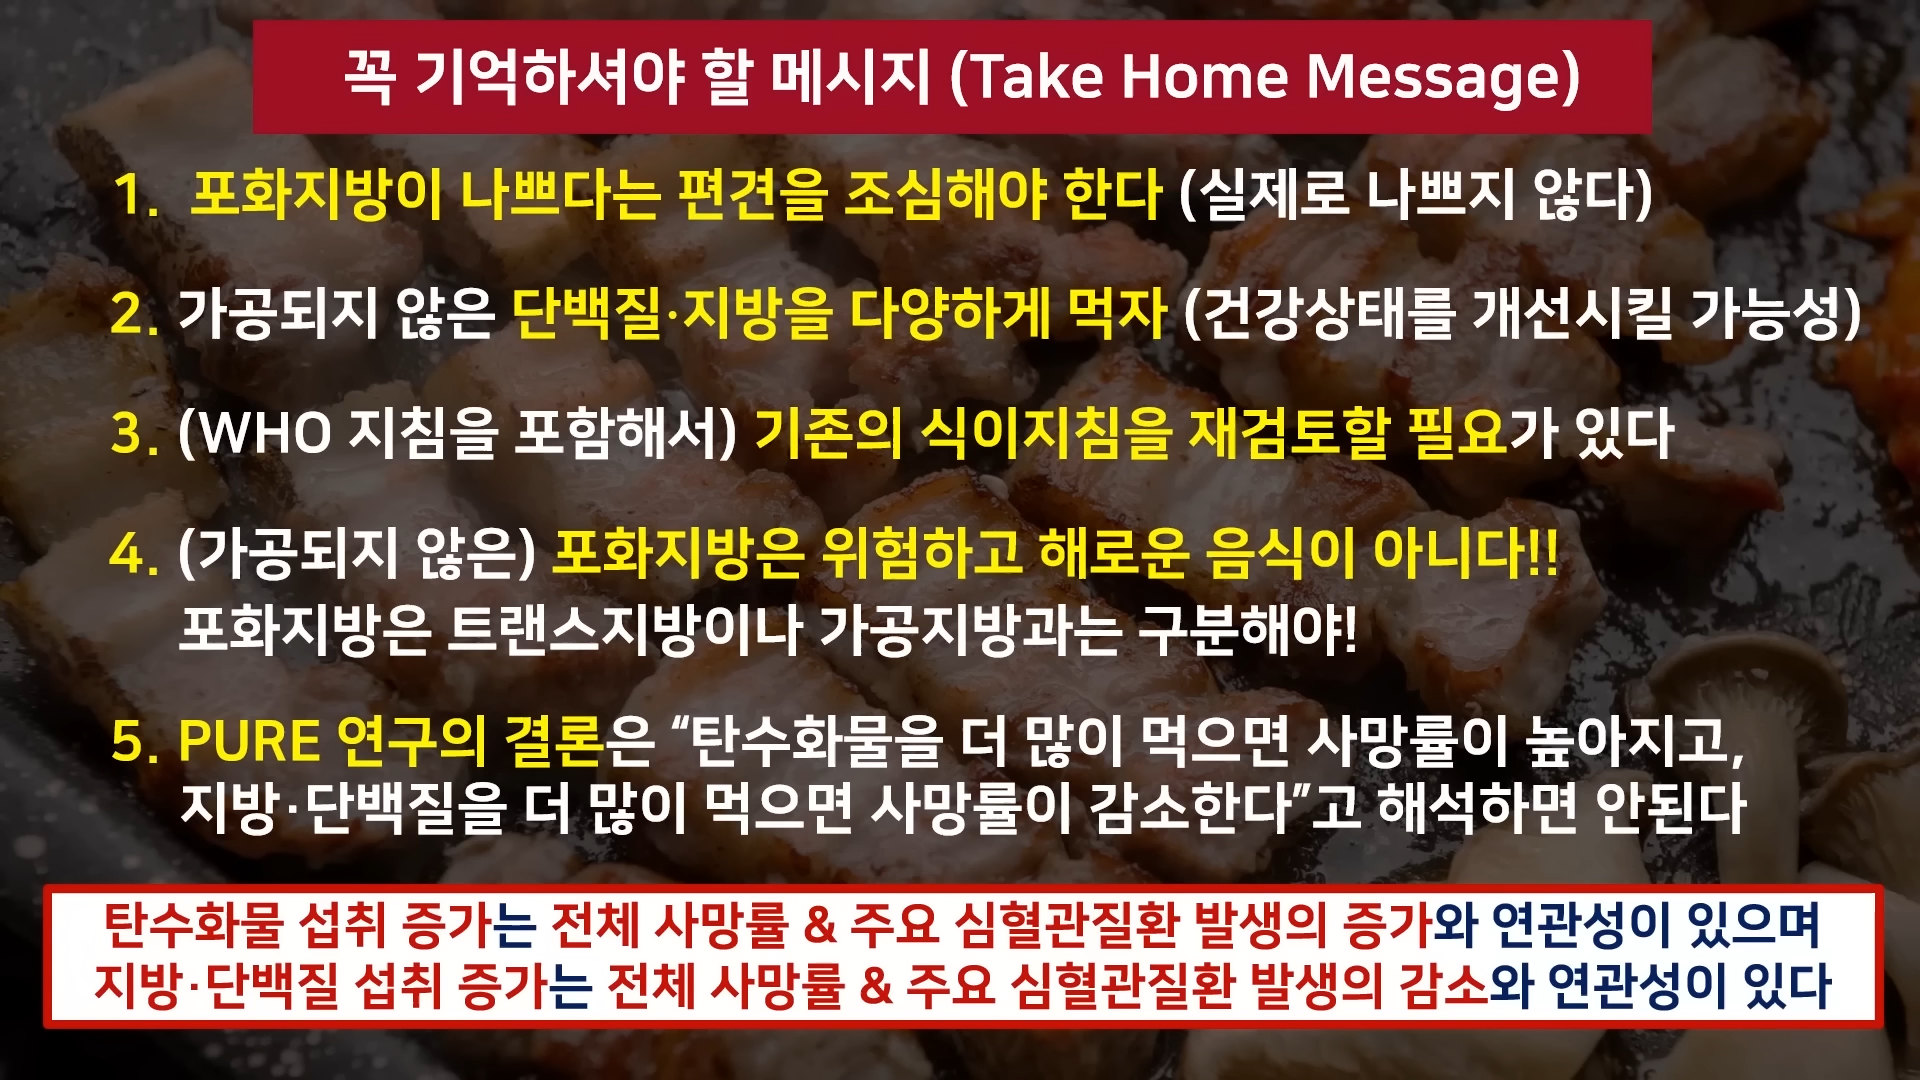 꼭 기억하셔야 할 메시지 (Take Home Message)
1. 포화지방이 나쁘다는 편견을 조심해야 한다 (실제로 나쁘지 않다)
2. 가공되지 않은 단백질·지방을 다양하게 먹자 (건강상태를 개선시킬 가능성)
3. (WHO 지침을 포함해서) 기존의 식이지침을 재검토할 필요가 있다
4. (가공되지 않은) 포화지방은 위험하고 해로운 음식이 아니다!!
포화지방은 트랜스지방이나 가공지방과는 구분해야!
5. PURE 연구의 결론은 “탄수화물을 더 많이 먹으면 사망률이 높아지고,
지방·단백질을 더 많이 먹으면 사망률이 감소한다”고 해석하면 안된다
탄수화물 섭취 증가는 전체 사망률 & 주요 심혈관질환 발생의 증가와 연관성이 있으며
지방·단백질 섭취 증가는 전체 사망률 & 주요 심혈관질환 발생의 감소와 연관성이 있다